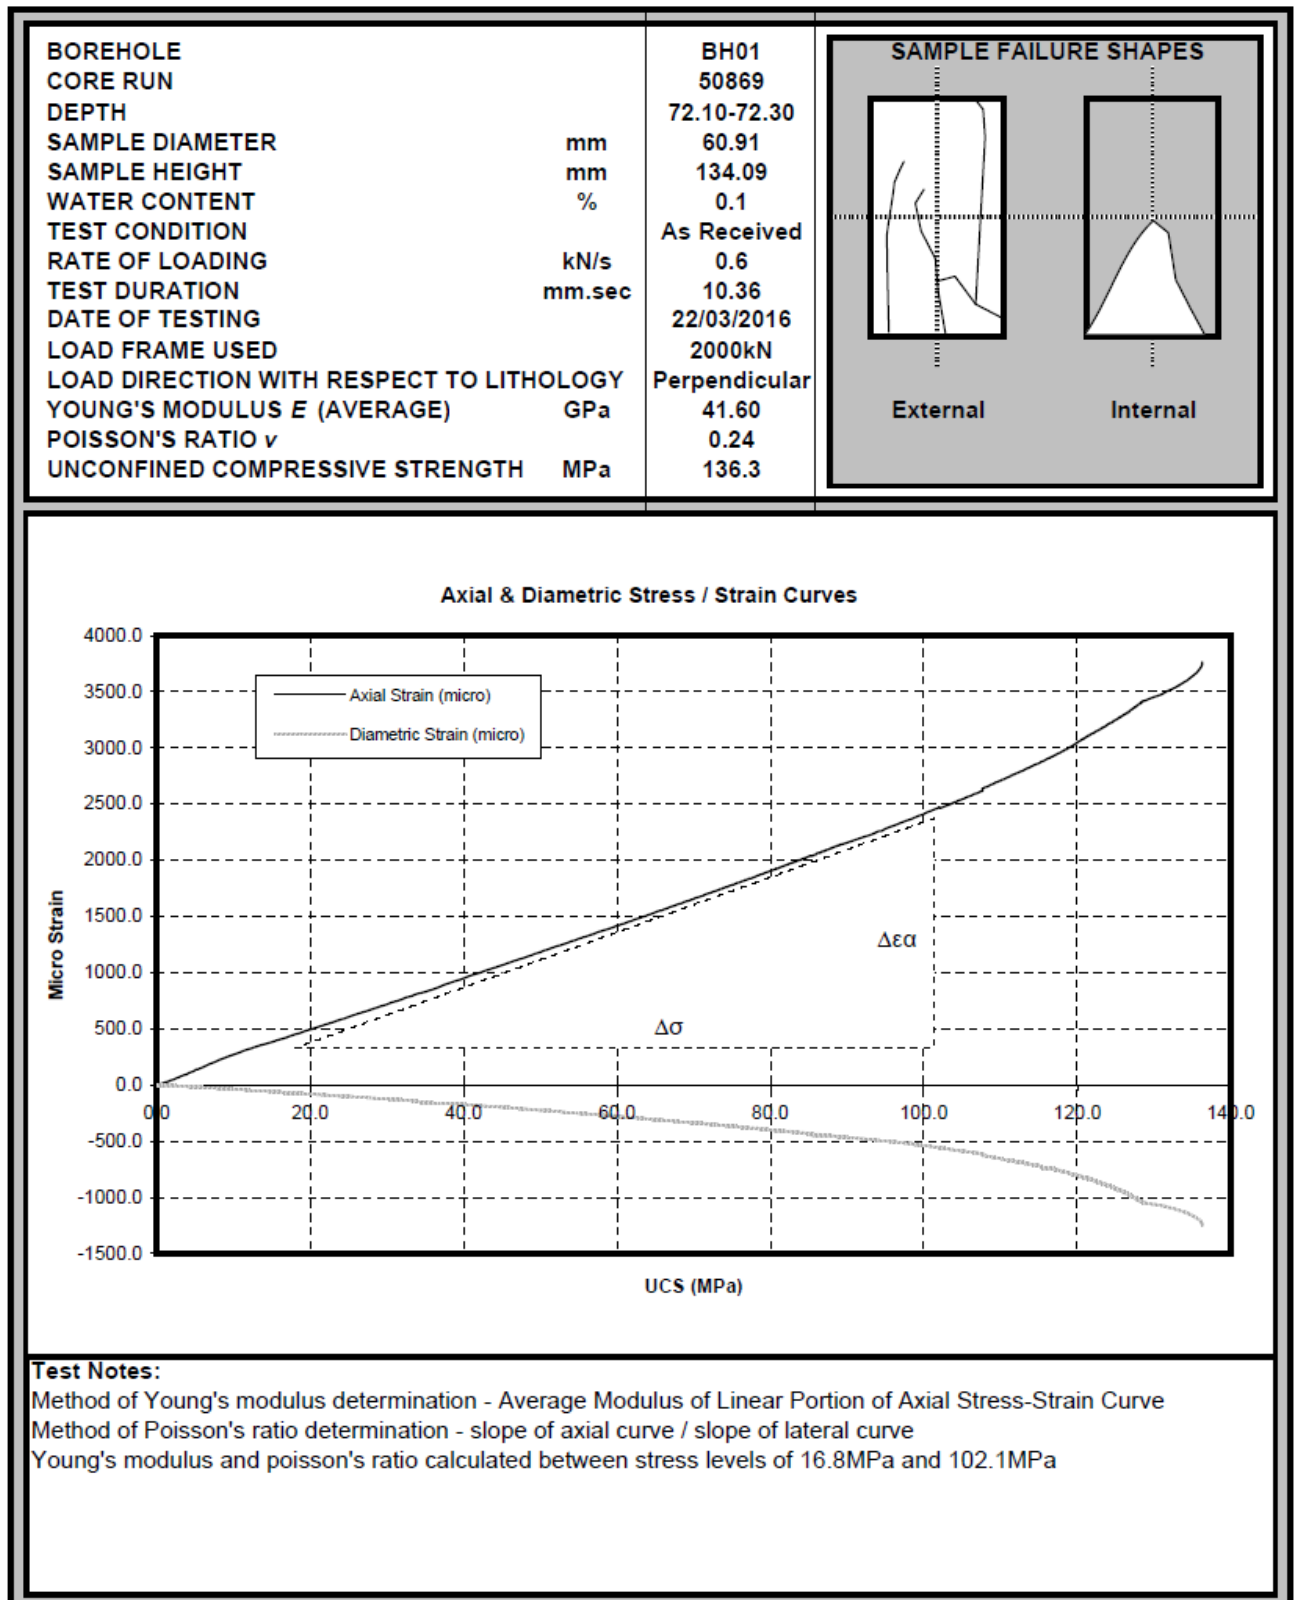 BOREHOLE BH01
CORE RUN 50869
DEPTH 72.10-72.30
SAMPLE DIAMETER mm 60.91
SAMPLE HEIGHT mm 134.09
WATER CONTENT % 0.1
TEST CONDITION As Received
RATE OF LOADING kN/s 0.6
TEST DURATION mm.sec 10.36
DATE OF TESTING 22/03/2016
LOAD FRAME USED 2000kN
LOAD DIRECTION WITH RESPECT TO LITHOLOGY Perpendicular
YOUNG'S MODULUS E (AVERAGE) GPa 41.60
POISSON'S RATIO v 0.24
UNCONFINED COMPRESSIVE STRENGTH MPa 136.3
SAMPLE FAILURE SHAPES
External Internal
Axial & Diametric Stress / Strain Curves
4000.0
3500.0
3000.0
2500.0
2000.0
1500.0
1000.0
500.0
0.0
-500.0
-1000.0
-1500.0
Micro Strain
Axial Strain (micro)
Diametric Strain (micro)
Δεα
Δσ
0.0 20.0 40.0 60.0 80.0 100.0 120.0 140.0
UCS (MPa)
Test Notes:
Method of Young's modulus determination - Average Modulus of Linear Portion of Axial Stress-Strain Curve
Method of Poisson's ratio determination - slope of axial curve / slope of lateral curve
Young's modulus and poisson's ratio calculated between stress levels of 16.8MPa and 102.1MPa